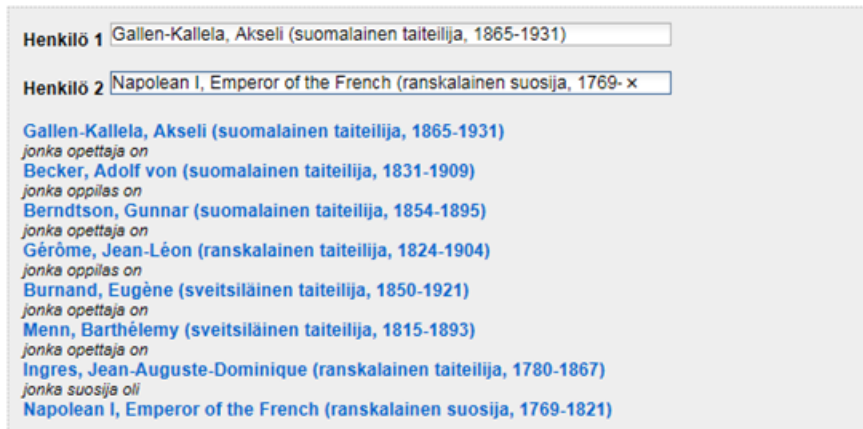 Henkilö 1 Gallen-Kallela, Akseli (suomalainen taiteilija, 1865-1931)
Henkilö 2 Napolean I, Emperor of the French (ranskalainen suosija, 1769- ×
Gallen-Kallela, Akseli (suomalainen taiteilija, 1865-1931)
jonka opettaja on
Becker, Adolf von (suomalainen taiteilija, 1831-1909)
jonka oppilas on
Berndtson, Gunnar (suomalainen taiteilija, 1854-1895)
jonka opettaja on
Gérôme, Jean-Léon (ranskalainen taiteilija, 1824-1904)
jonka oppilas on
Burnand, Eugène (sveitsiläinen taiteilija, 1850-1921)
jonka opettaja on
Menn, Barthélemy (sveitsiläinen taiteilija, 1815-1893)
jonka opettaja on
Ingres, Jean-Auguste-Dominique (ranskalainen taiteilija, 1780-1867)
jonka suosija oli
Napolean I, Emperor of the French (ranskalainen suosija, 1769-1821)